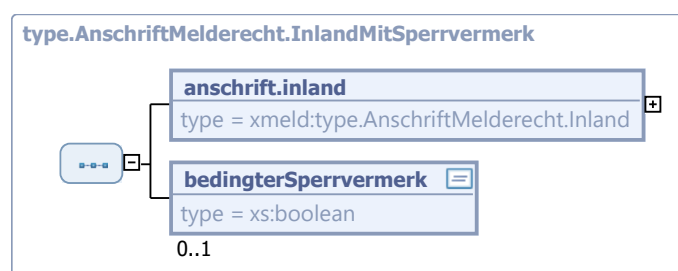 type.AnschriftMelderecht.InlandMitSperrvermerk
anschrift.inland
type = xmeld:type.AnschriftMelderecht.Inland
bedingterSperrvermerk
type = xs:boolean
0..1